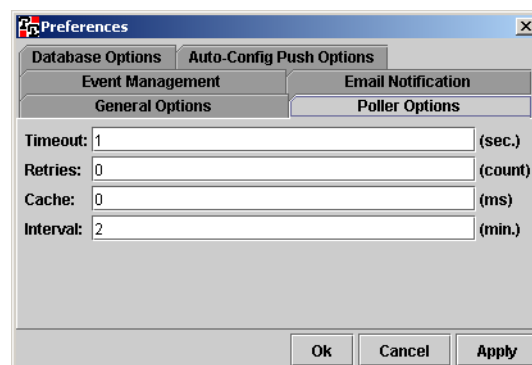 Preferences
Database Options Auto-Config Push Options
Event Management Email Notification
General Options Poller Options
Timeout: 1 (sec.)
Retries: 0 (count)
Cache: 0 (ms)
Interval: 2 (min.)
Ok Cancel Apply